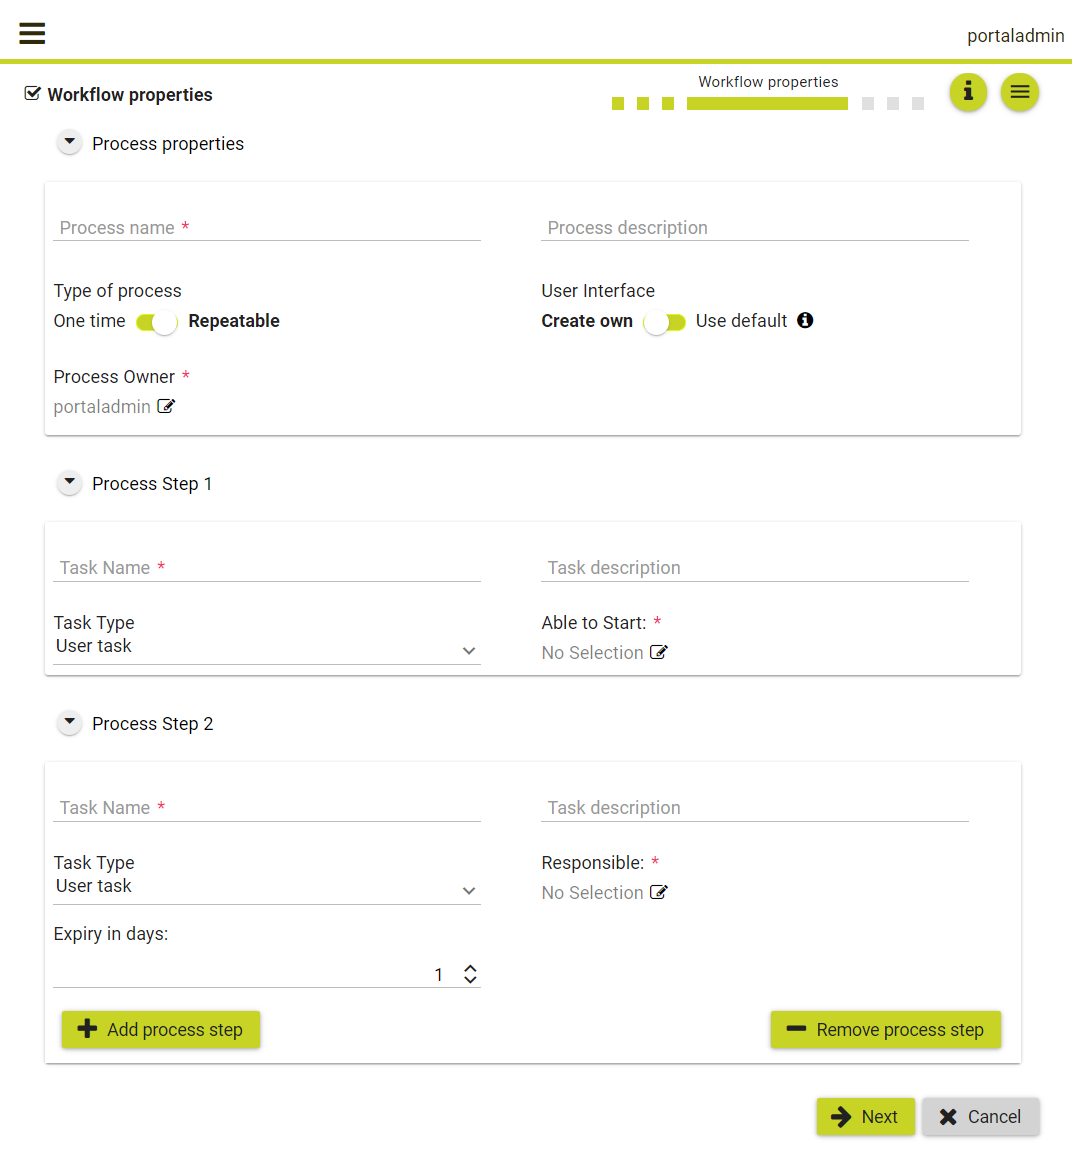 portaladmin
Workflow properties
Workflow properties
Process properties
Process name *
Process description
Type of process
User Interface
One time Repeatable
Create own Use default
Process Owner *
portaladmin
Process Step 1
Task Name *
Task description
Task Type
User task
Able to Start: *
No Selection
Process Step 2
Task Name *
Task description
Task Type
User task
Responsible: *
No Selection
Expiry in days:
1
Add process step
Remove process step
Next
Cancel